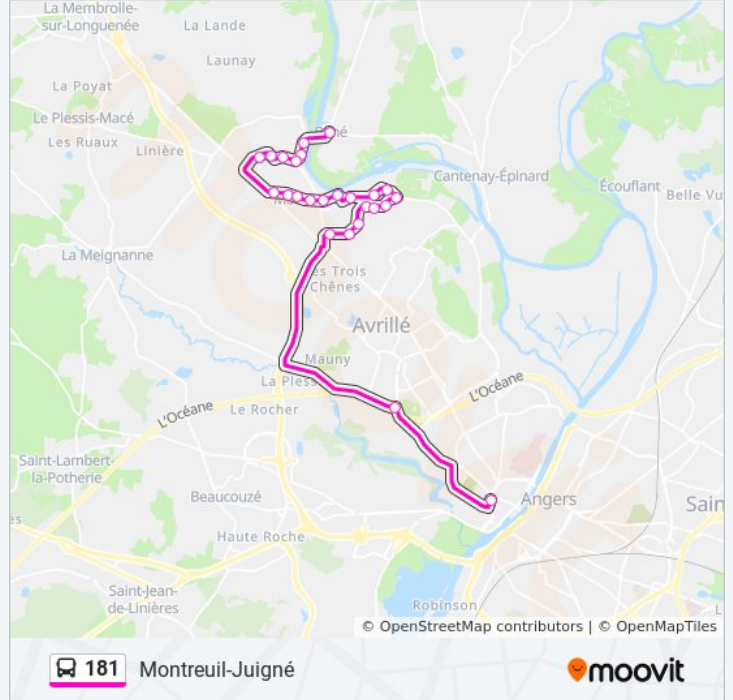 La Membrolle-
sur-Longuenée
La Lande
Launay
La Poyat
Le Plessis-Macé
Les Ruaux
Linière
Cantenay-Épinard
Écouflant
Belle Vu
La Meignanne
es Trois
Chênes
Avrillé
Mauny
La Pless
L'Océane
L'Océane
Le Rocher
Saint-Lambert-
la-Potherie
Beaucouzé
Angers
Sain
es
Haute Roche
Saint-Jean-
de-Linières
Robinson
L
© OpenStreetMap contributors | © OpenMapTiles
181 Montreuil-Juigné
moovit